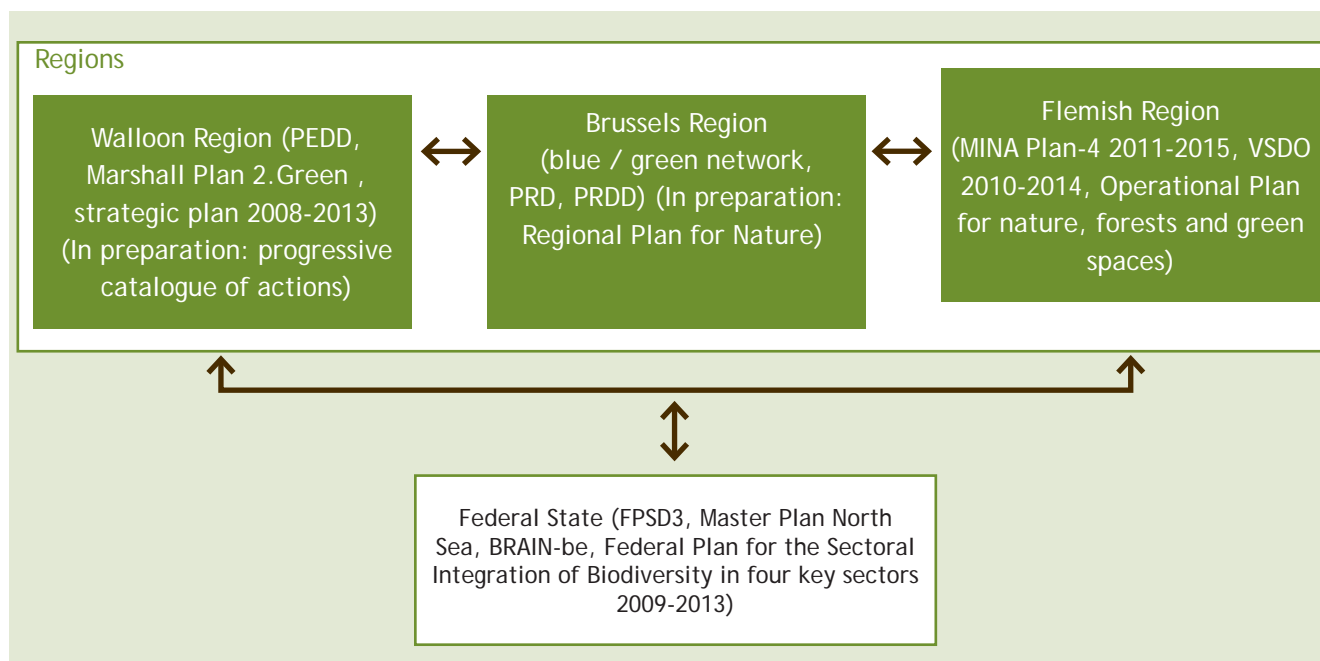 Regions
Walloon Region (PEDD,
Marshall Plan 2.Green ,
strategic plan 2008-2013)
(In preparation: progressive
catalogue of actions)
Brussels Region
(blue / green network,
PRD, PRDD) (In preparation:
Regional Plan for Nature)
Flemish Region
(MINA Plan-4 2011-2015, VSDO
2010-2014, Operational Plan
for nature, forests and green
spaces)
Federal State (FPSD3, Master Plan North
Sea, BRAIN-be, Federal Plan for the Sectoral
Integration of Biodiversity in four key sectors
2009-2013)